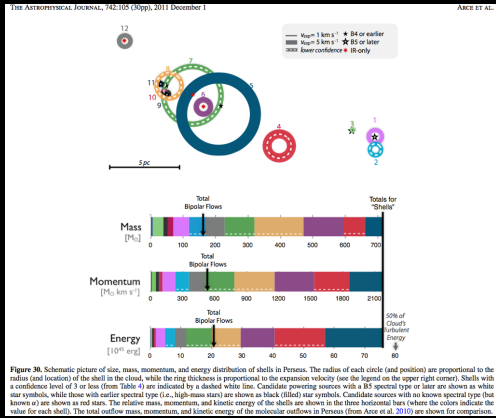 THE ASTROPHYSICAL JOURNAL, 742:105 (30pp), 2011 December 1
ARCE ET AL.
12
VEXP = 1 km s⁻¹ B4 or earlier
VEXP = 5 km s⁻¹ B5 or later
lower confidence IR-only
7
8
11
5
10
6
9
4
3
1
2
5 pc
Total
Bipolar Flows
Totals for
"Shells"
Mass
[M⊙]
0 100 200 300 400 500 600 700
Total
Bipolar Flows
Momentum
[M⊙ km s⁻¹]
0 300 600 900 1200 1500 1800 2100
Total
Bipolar Flows
50% of
Cloud's
Turbulent
Energy
Energy
[10⁴⁵ erg]
0 10 20 30 40 50 60 70 80
Figure 30. Schematic picture of size, mass, momentum, and energy distribution of shells in Perseus. The radius of each circle (and position) are proportional to the
radius (and location) of the shell in the cloud, while the ring thickness is proportional to the expansion velocity (see the legend on the upper right corner). Shells with
a confidence level of 3 or less (from Table 4) are indicated by a dashed white line. Candidate powering sources with a B5 spectral type or later are shown as white
star symbols, while those with earlier spectral type (i.e., high-mass stars) are shown as black (filled) star symbols. Candidate sources with no known spectral type (but
known α) are shown as red stars. The relative mass, momentum, and kinetic energy of the shells are shown in the three horizontal bars (where the colors indicate the
value for each shell). The total outflow mass, momentum, and kinetic energy of the molecular outflows in Perseus (from Arce et al. 2010) are shown for comparison.